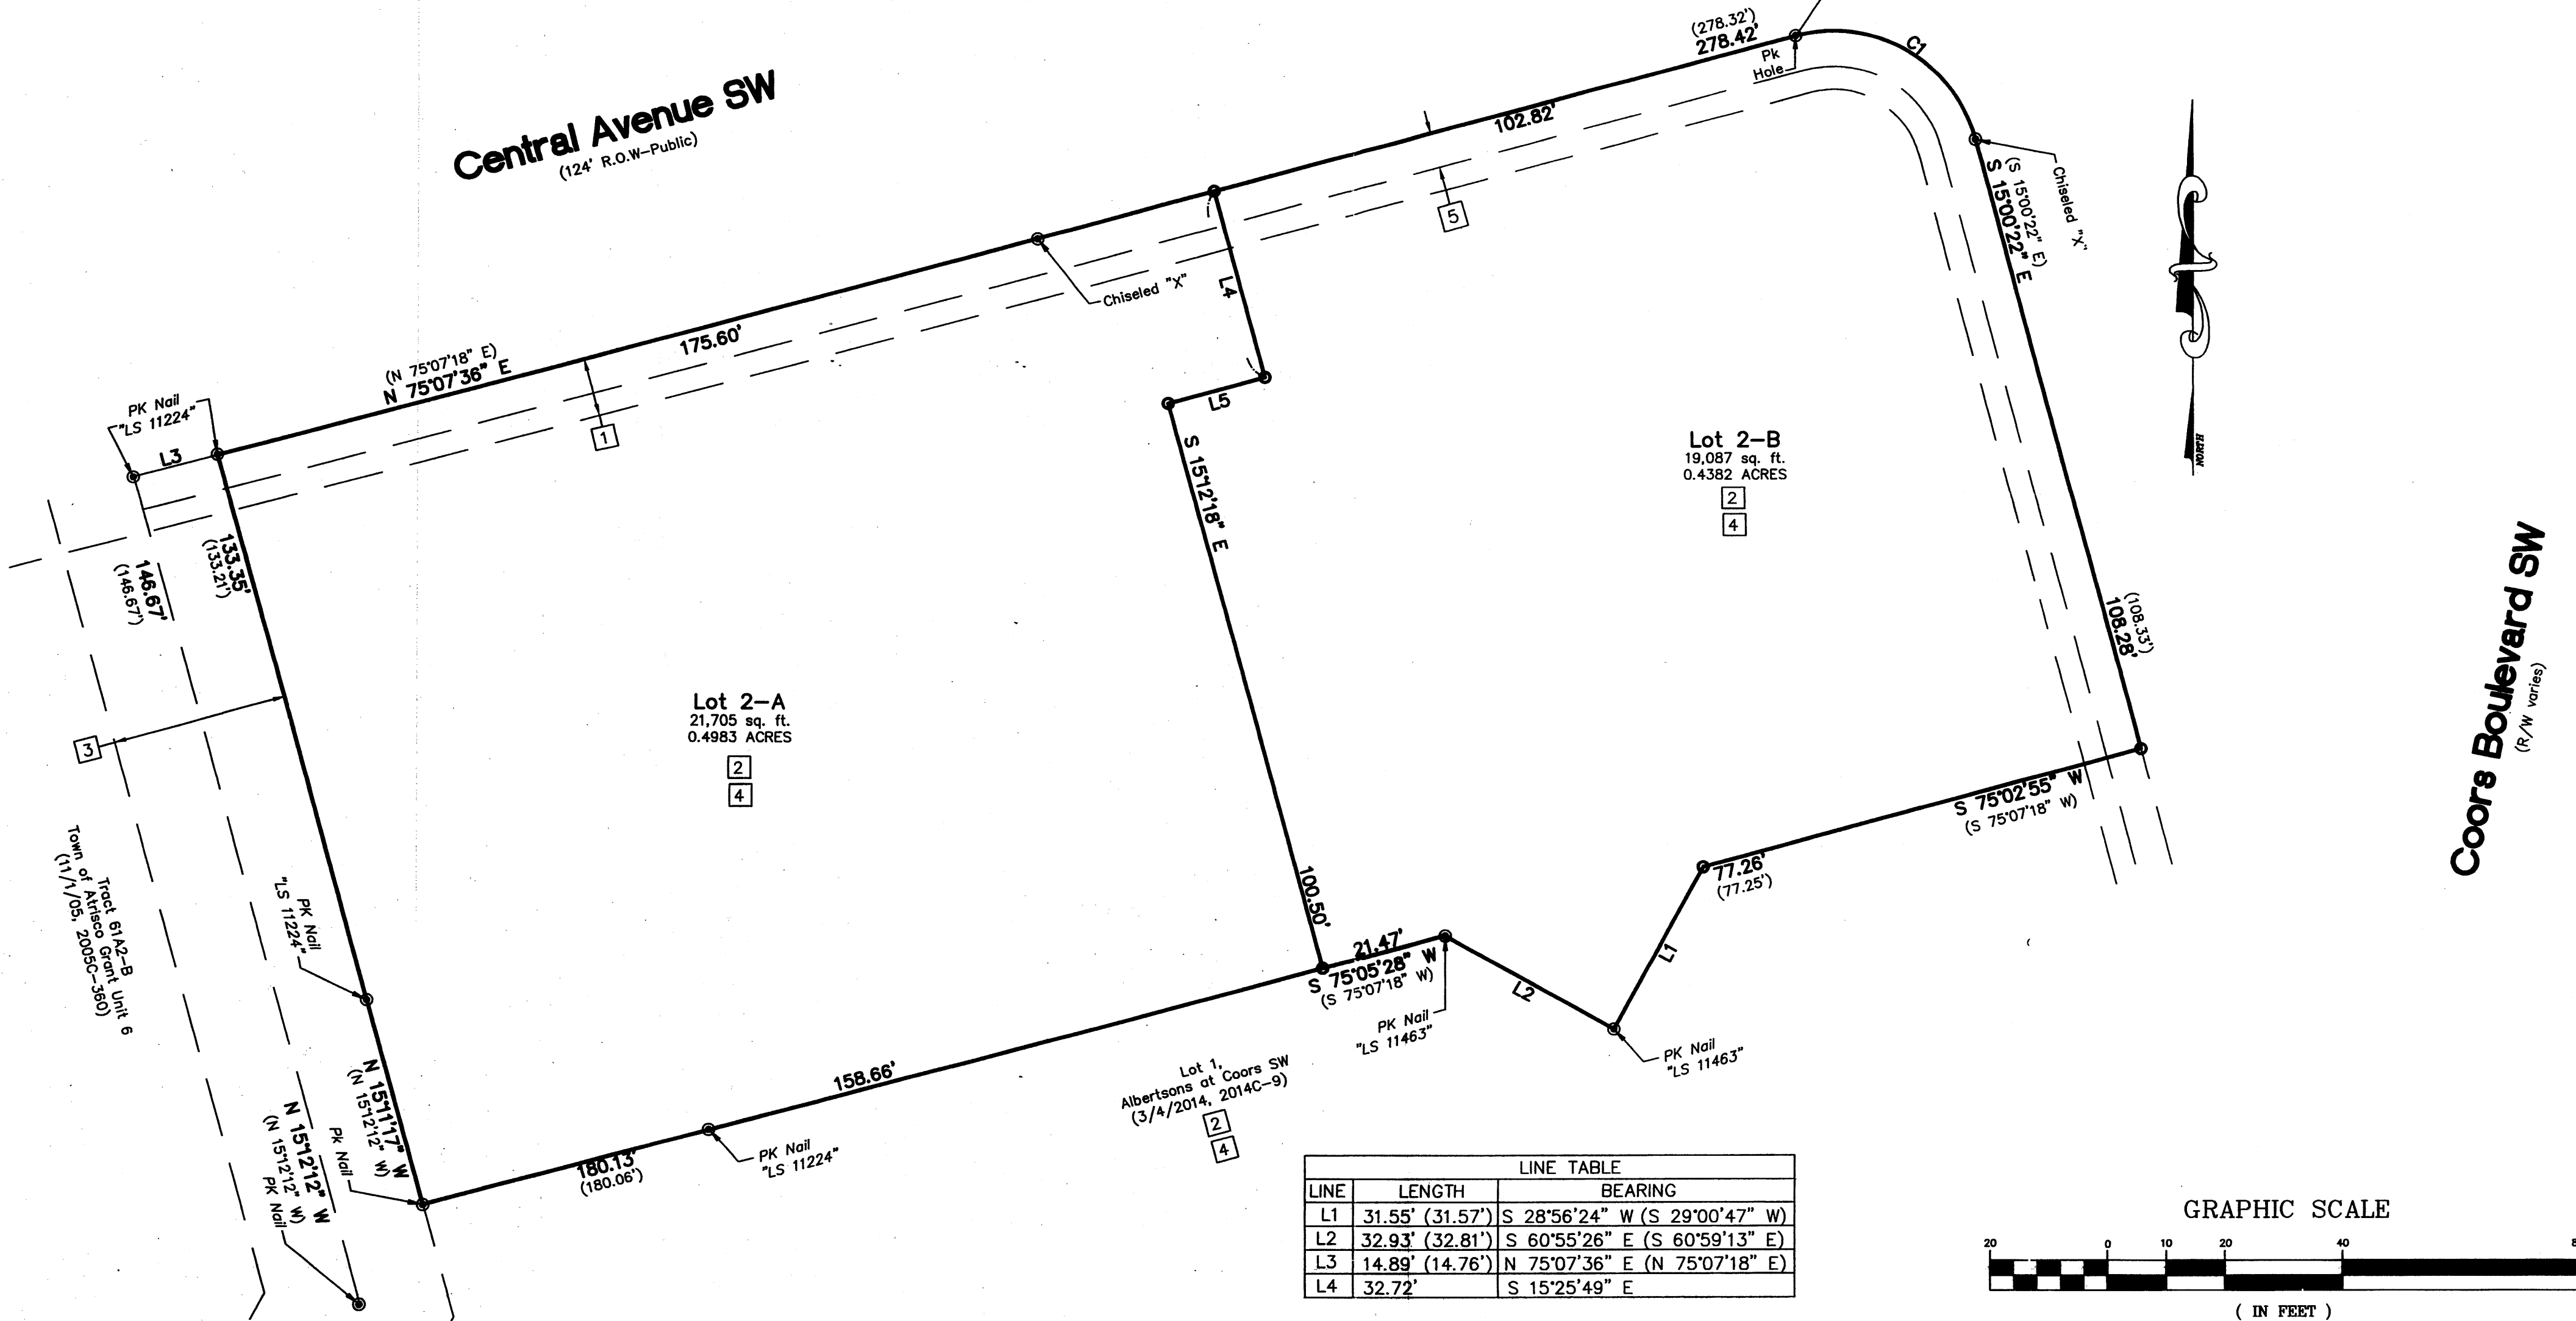 Central Avenue SW
(124' R.O.W-Public)
(278.32')
278.42'
Pk
Hole
C1
102.82'
Chiseled "X"
(S 15°00'22" E)
S 15°00'22" E
5
L4
Chiseled "X"
175.60'
(N 75°07'18" E)
N 75°07'36" E
PK Nail
"LS 11224"
L3
1
L5
Lot 2-B
19,087 sq. ft.
0.4382 ACRES
2
4
NORTH
S 15°12'18" E
133.35'
(133.21')
146.67'
(146.67')
(108.33')
108.28'
Coors Boulevard SW
(R/W varies)
Lot 2-A
21,705 sq. ft.
0.4983 ACRES
2
4
3
S 75°02'55" W
(S 75°07'18" W)
77.26'
(77.25')
Tract 61A2-B
Town of Atrisco Grant Unit 6
(11/1/05, 2005C-360)
PK Nail
"LS 11224"
100.50'
21.47'
S 75°05'28" W
(S 75°07'18" W)
L1
L2
PK Nail
"LS 11463"
PK Nail
"LS 11463"
158.66'
Lot 1,
Albertsons at Coors SW
(3/4/2014, 2014C-9)
2
4
N 15°11'17" W
(N 15°12'12" W)
Pk Nail
N 15°12'12" W
(N 15°12'12" W)
PK Nail
PK Nail
"LS 11224"
180.13'
(180.06')
LINE TABLE
LINE LENGTH BEARING
L1 31.55' (31.57') S 28°56'24" W (S 29°00'47" W)
L2 32.93' (32.81') S 60°55'26" E (S 60°59'13" E)
L3 14.89' (14.76') N 75°07'36" E (N 75°07'18" E)
L4 32.72' S 15°25'49" E
GRAPHIC SCALE
20 0 10 20 40
( IN FEET )